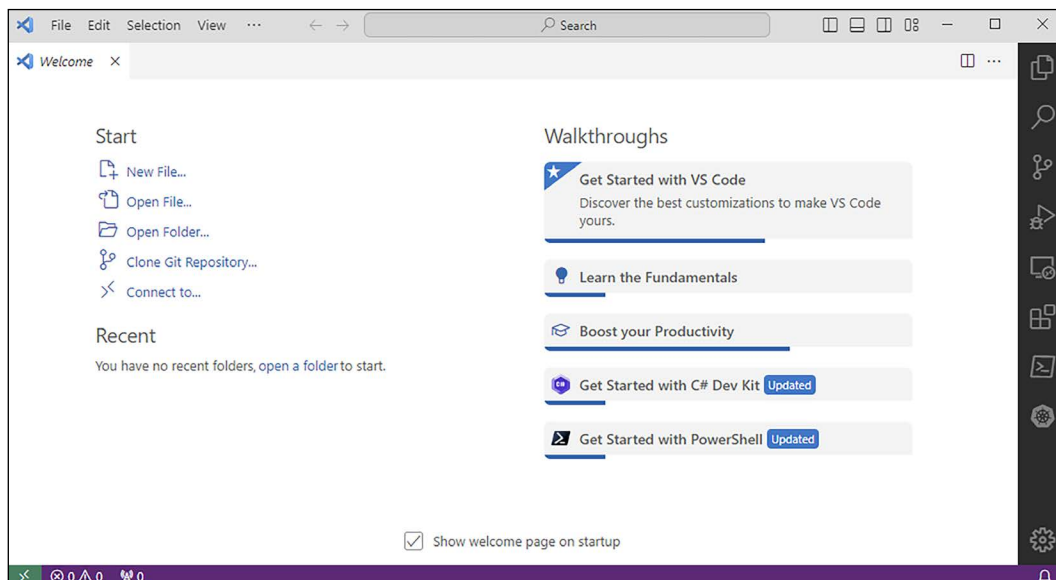 File Edit Selection View ··· Search
Welcome
Start
New File...
Open File...
Open Folder...
Clone Git Repository...
Connect to...
Recent
You have no recent folders, open a folder to start.
Walkthroughs
Get Started with VS Code
Discover the best customizations to make VS Code
yours.
Learn the Fundamentals
Boost your Productivity
Get Started with C# Dev Kit Updated
Get Started with PowerShell Updated
Show welcome page on startup
0 0 0